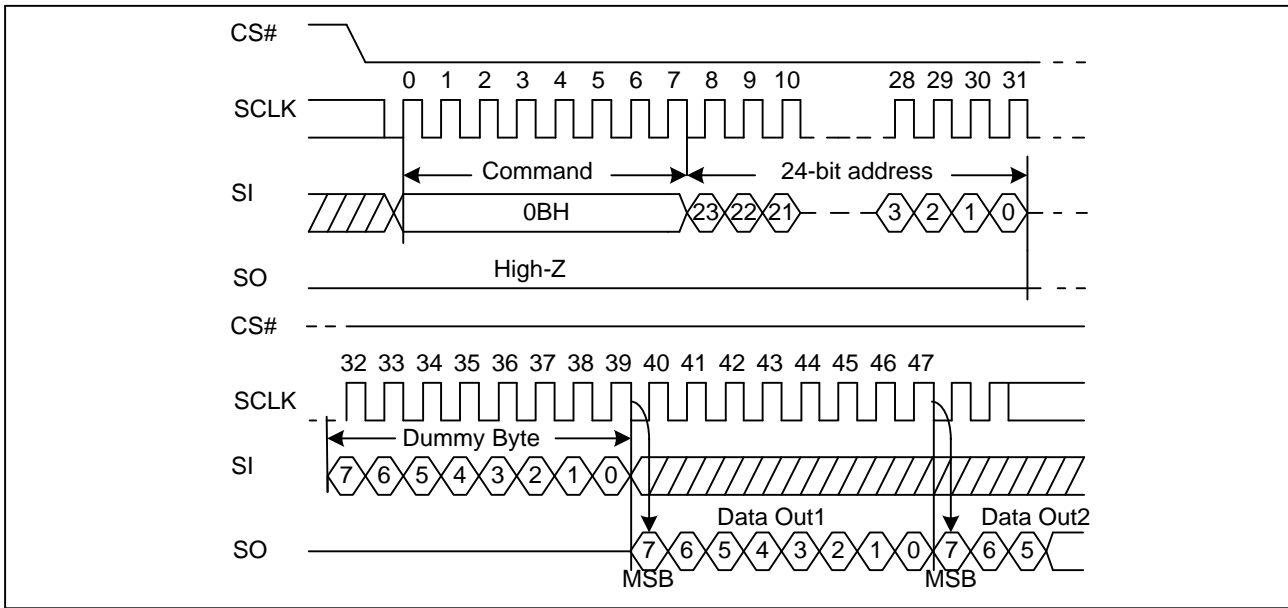 CS#
0 1 2 3 4 5 6 7 8 9 10 28 29 30 31
SCLK
Command 24-bit address
SI
0BH 23 22 21 3 2 1 0
High-Z
SO
CS#
32 33 34 35 36 37 38 39 40 41 42 43 44 45 46 47
SCLK
Dummy Byte
SI
7 6 5 4 3 2 1 0
Data Out1 Data Out2
SO
7 6 5 4 3 2 1 0 7 6 5
MSB MSB